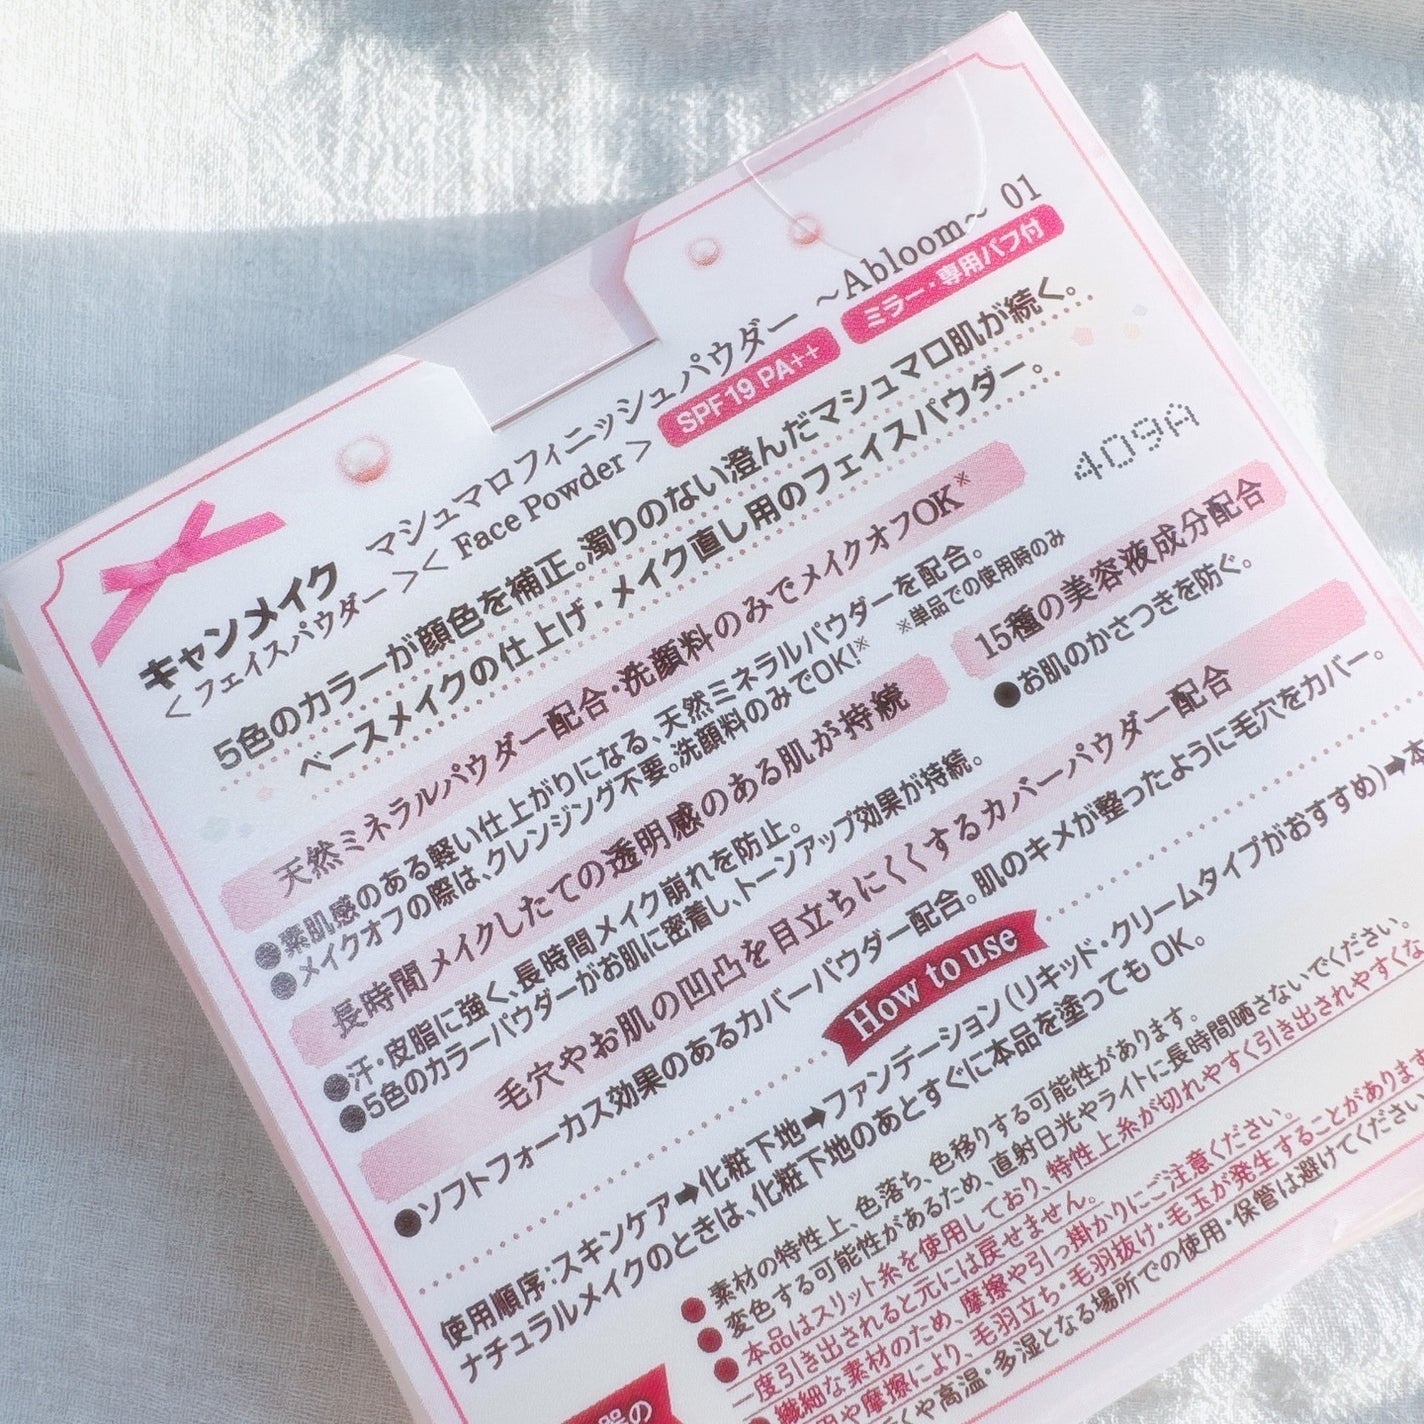 キャンメイク マシュマロフィニッシュパウダー ～Abloom～ 01
＜フェイスパウダー＞＜Face Powder＞ SPF19 PA++ ミラー・専用パフ付
5色のカラーが顔色を補正。濁りのない澄んだマシュマロ肌が続く。
ベースメイクの仕上げ・メイク直し用のフェイスパウダー。
409A
天然ミネラルパウダー配合・洗顔料のみでメイクオフOK※
●素肌感のある軽い仕上がりになる、天然ミネラルパウダーを配合。
●メイクオフの際は、クレンジング不要。洗顔料のみでOK!※
※単品での使用時のみ
長時間メイクしたての透明感のある肌が持続
●汗・皮脂に強く、長時間メイク崩れを防止。
●5色のカラーパウダーがお肌に密着し、トーンアップ効果が持続。
15種の美容液成分配合
●お肌のかさつきを防ぐ。
毛穴やお肌の凹凸を目立ちにくくするカバーパウダー配合
●ソフトフォーカス効果のあるカバーパウダー配合。肌のキメが整ったように毛穴をカバー。
How to use
使用順序：スキンケア➡化粧下地➡ファンデーション（リキッド・クリームタイプがおすすめ）➡本
ナチュラルメイクのときは、化粧下地のあとすぐに本品を塗ってもOK。
●素材の特性上、色落ち、色移りする可能性があります。
●変色する可能性があるため、直射日光やライトに長時間晒さないでください。
●本品はスリット糸を使用しており、特性上糸が切れやすく引き出されやすくな
一度引き出されると元には戻せません。
●繊細な素材のため、摩擦や引っ掛かりにご注意ください。
や摩擦により、毛羽立ち・毛羽抜け・毛玉が発生することがあります
や高温・多湿となる場所での使用・保管は避けてください
の